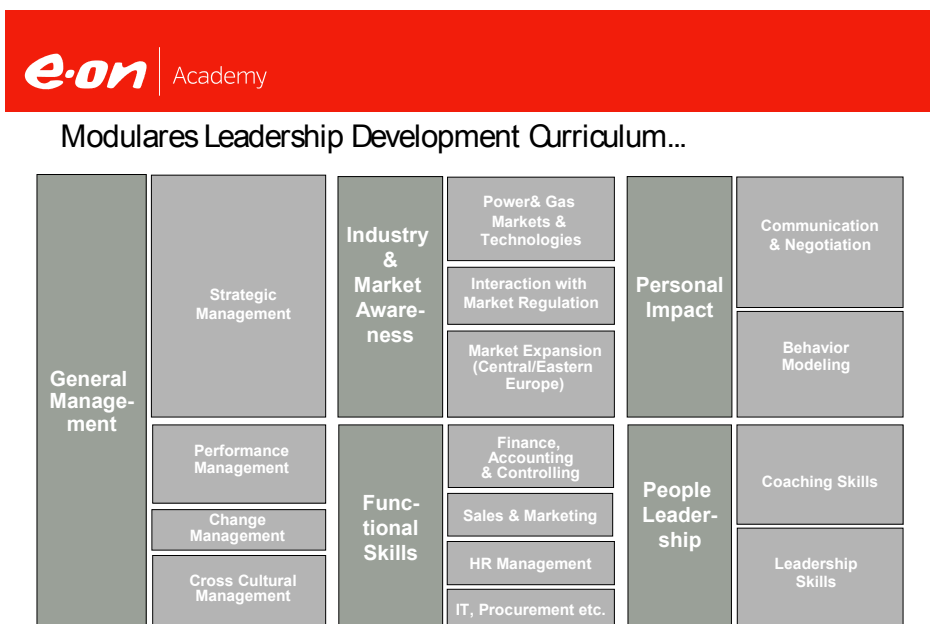 e·on Academy
Modulares Leadership Development Curriculum...
General
Manage-
ment
Strategic
Management
Performance
Management
Change
Management
Cross Cultural
Management
Industry
&
Market
Aware-
ness
Power& Gas
Markets &
Technologies
Interaction with
Market Regulation
Market Expansion
(Central/Eastern
Europe)
Func-
tional
Skills
Finance,
Accounting
& Controlling
Sales & Marketing
HR Management
IT, Procurement etc.
Personal
Impact
Communication
& Negotiation
Behavior
Modeling
People
Leader-
ship
Coaching Skills
Leadership
Skills